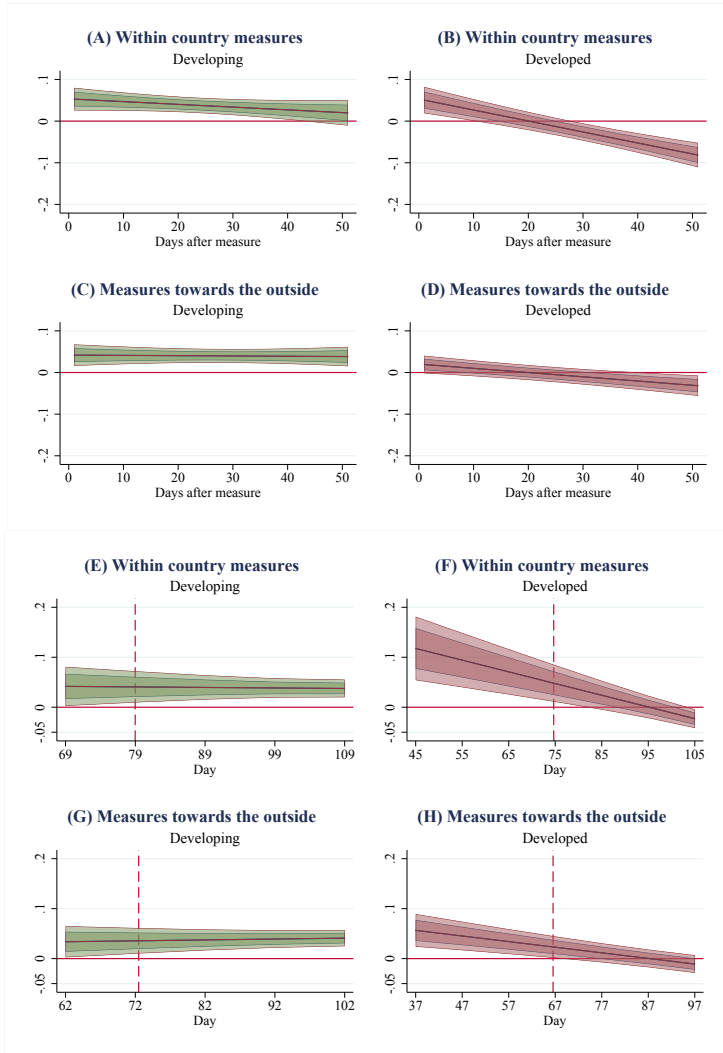 (A) Within country measures
Developing
.1
0
-.1
-.2
0 10 20 30 40 50
Days after measure
(B) Within country measures
Developed
.1
0
-.1
-.2
0 10 20 30 40 50
Days after measure
(C) Measures towards the outside
Developing
.1
0
-.1
-.2
0 10 20 30 40 50
Days after measure
(D) Measures towards the outside
Developed
.1
0
-.1
-.2
0 10 20 30 40 50
Days after measure
(E) Within country measures
Developing
.2
.1
0
-.05
69 79 89 99 109
Day
(F) Within country measures
Developed
.2
.1
0
-.05
45 55 65 75 85 95 105
Day
(G) Measures towards the outside
Developing
.2
.1
0
-.05
62 72 82 92 102
Day
(H) Measures towards the outside
Developed
.2
.1
0
-.05
37 47 57 67 77 87 97
Day